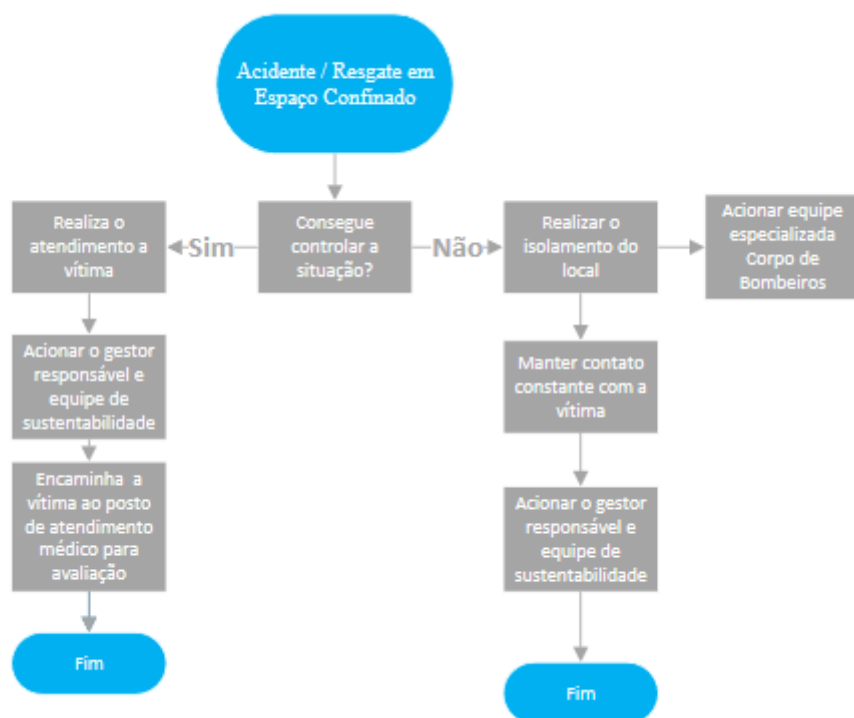 Acidente / Resgate em
Espaço Confinado
Realiza o
atendimento a
vítima
Sim
Consegue
controlar a
situação?
Não
Realizar o
isolamento do
local
Acionar equipe
especializada
Corpo de
Bombeiros
Acionar o gestor
responsável e
equipe de
sustentabilidade
Encaminha a
vítima ao posto
de atendimento
médico para
avaliação
Fim
Manter contato
constante com a
vítima
Acionar o gestor
responsável e
equipe de
sustentabilidade
Fim